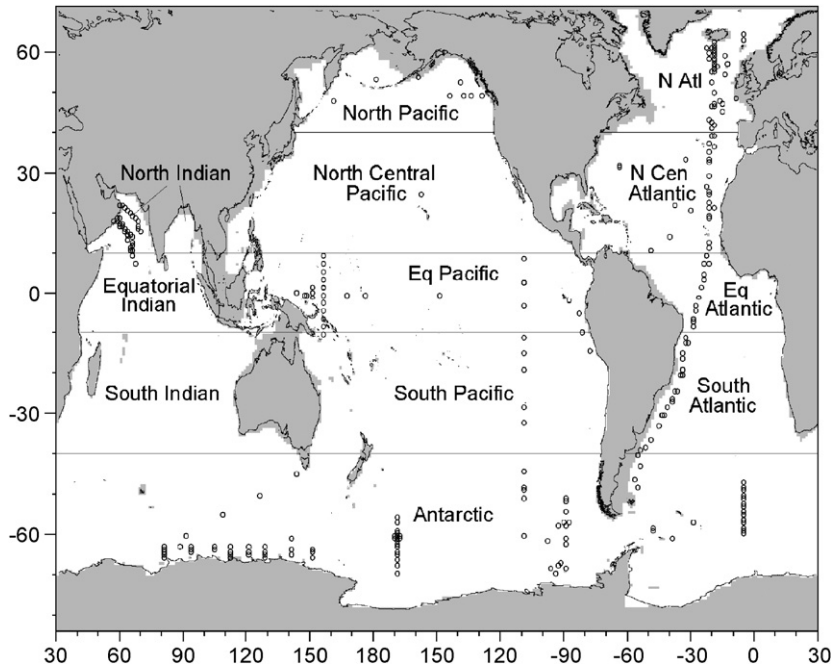 60
N Atl
North Pacific
30
North Indian
North Central
Pacific
N Cen
Atlantic
Eq Pacific
Equatorial
Indian
0
Eq
Atlantic
South Indian
South Pacific
South
Atlantic
-30
Antarctic
-60
30 60 90 120 150 180 150 120 -90 -60 -30 0 30